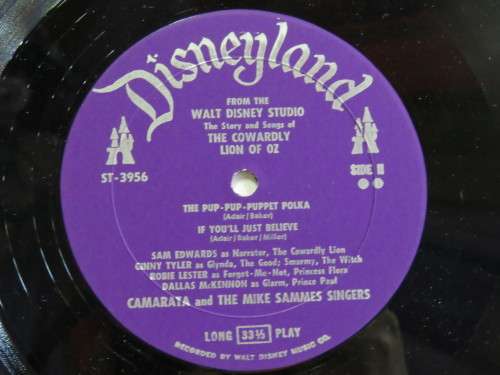 Disneyland
FROM THE
WALT DISNEY STUDIO
The Story and Songs of
THE COWARDLY
LION OF OZ
ST-3956
SIDE II
THE PUP-PUP-PUPPET POLKA
(Adair/Baker)
IF YOU'LL JUST BELIEVE
(Adair/Baker/Miller)
SAM EDWARDS as Narrator, The Cowardly Lion
GINNY TYLER as Glynda, The Good; Smarmy, The Witch
ROBIE LESTER as Forget-Me-Not, Princess Flora
DALLAS McKENNON as Glorm, Prince Paul
CAMARATA and THE MIKE SAMMES SINGERS
LONG 33⅓ PLAY
RECORDED BY WALT DISNEY MUSIC CO.